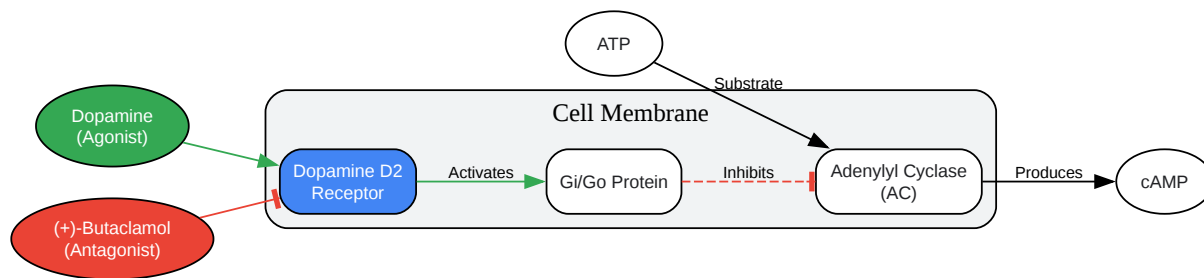 ATP
Substrate
Cell Membrane
Dopamine
(Agonist)
Dopamine D2
Receptor
Activates
Gi/Go Protein
Inhibits
Adenylyl Cyclase
(AC)
Produces
cAMP
(+)-Butaclamol
(Antagonist)